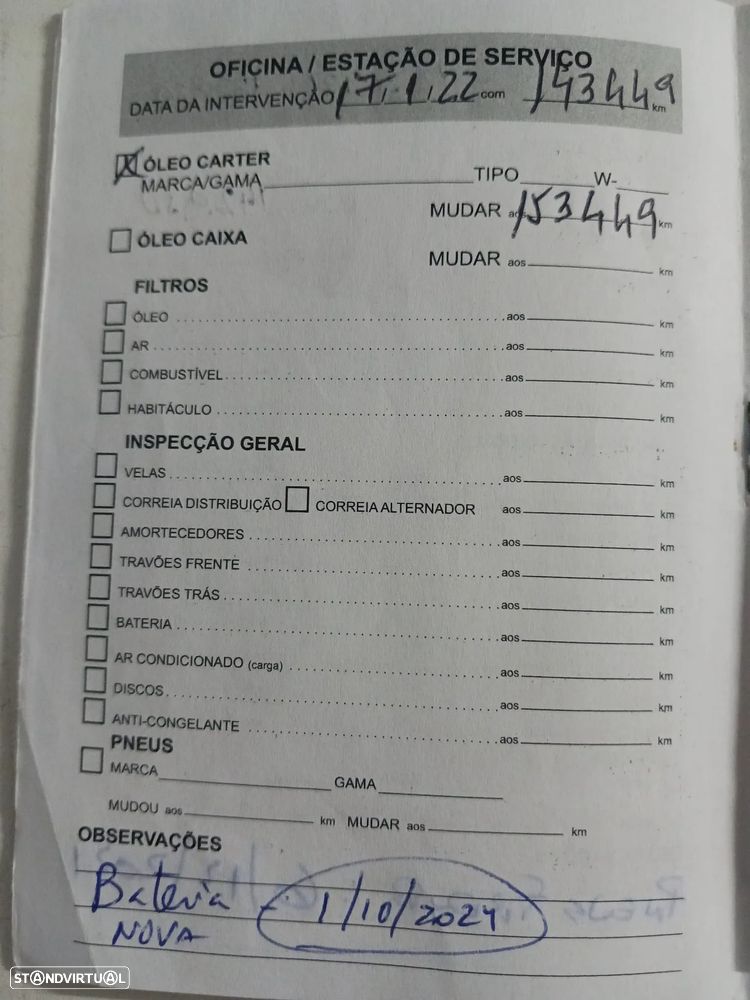 OFICINA / ESTAÇÃO DE SERVIÇO
DATA DA INTERVENÇÃO 17/1/22 com 143449 km
X ÓLEO CARTER
MARCA/GAMA TIPO W-
MUDAR aos 153449 km
ÓLEO CAIXA
MUDAR aos km
FILTROS
ÓLEO aos km
AR aos km
COMBUSTÍVEL aos km
HABITÁCULO aos km
INSPECÇÃO GERAL
VELAS aos km
CORREIA DISTRIBUIÇÃO CORREIA ALTERNADOR aos km
AMORTECEDORES aos km
TRAVÕES FRENTE aos km
TRAVÕES TRÁS aos km
BATERIA aos km
AR CONDICIONADO (carga) aos km
DISCOS aos km
ANTI-CONGELANTE aos km
PNEUS
MARCA GAMA
MUDOU aos km MUDAR aos km
OBSERVAÇÕES
Bateria - 1/10/2024
NOVA
STANDVIRTUAL